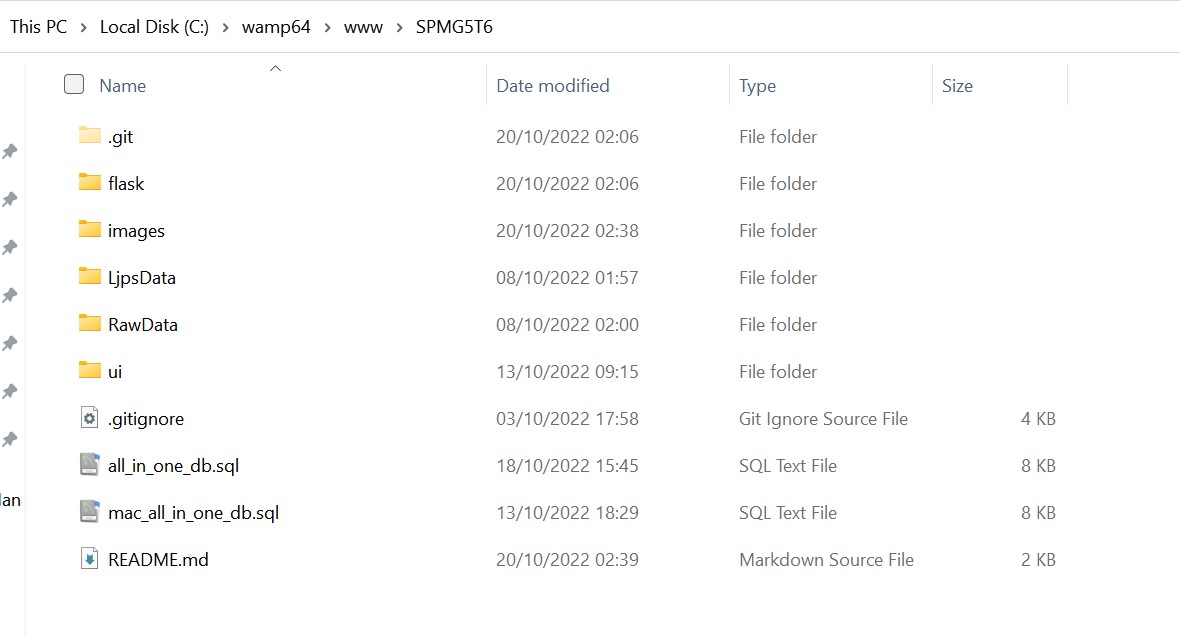 This PC > Local Disk (C:) > wamp64 > www > SPMG5T6
Name Date modified Type Size
.git 20/10/2022 02:06 File folder
flask 20/10/2022 02:06 File folder
images 20/10/2022 02:38 File folder
LjpsData 08/10/2022 01:57 File folder
RawData 08/10/2022 02:00 File folder
ui 13/10/2022 09:15 File folder
.gitignore 03/10/2022 17:58 Git Ignore Source File 4 KB
all_in_one_db.sql 18/10/2022 15:45 SQL Text File 8 KB
mac_all_in_one_db.sql 13/10/2022 18:29 SQL Text File 8 KB
README.md 20/10/2022 02:39 Markdown Source File 2 KB